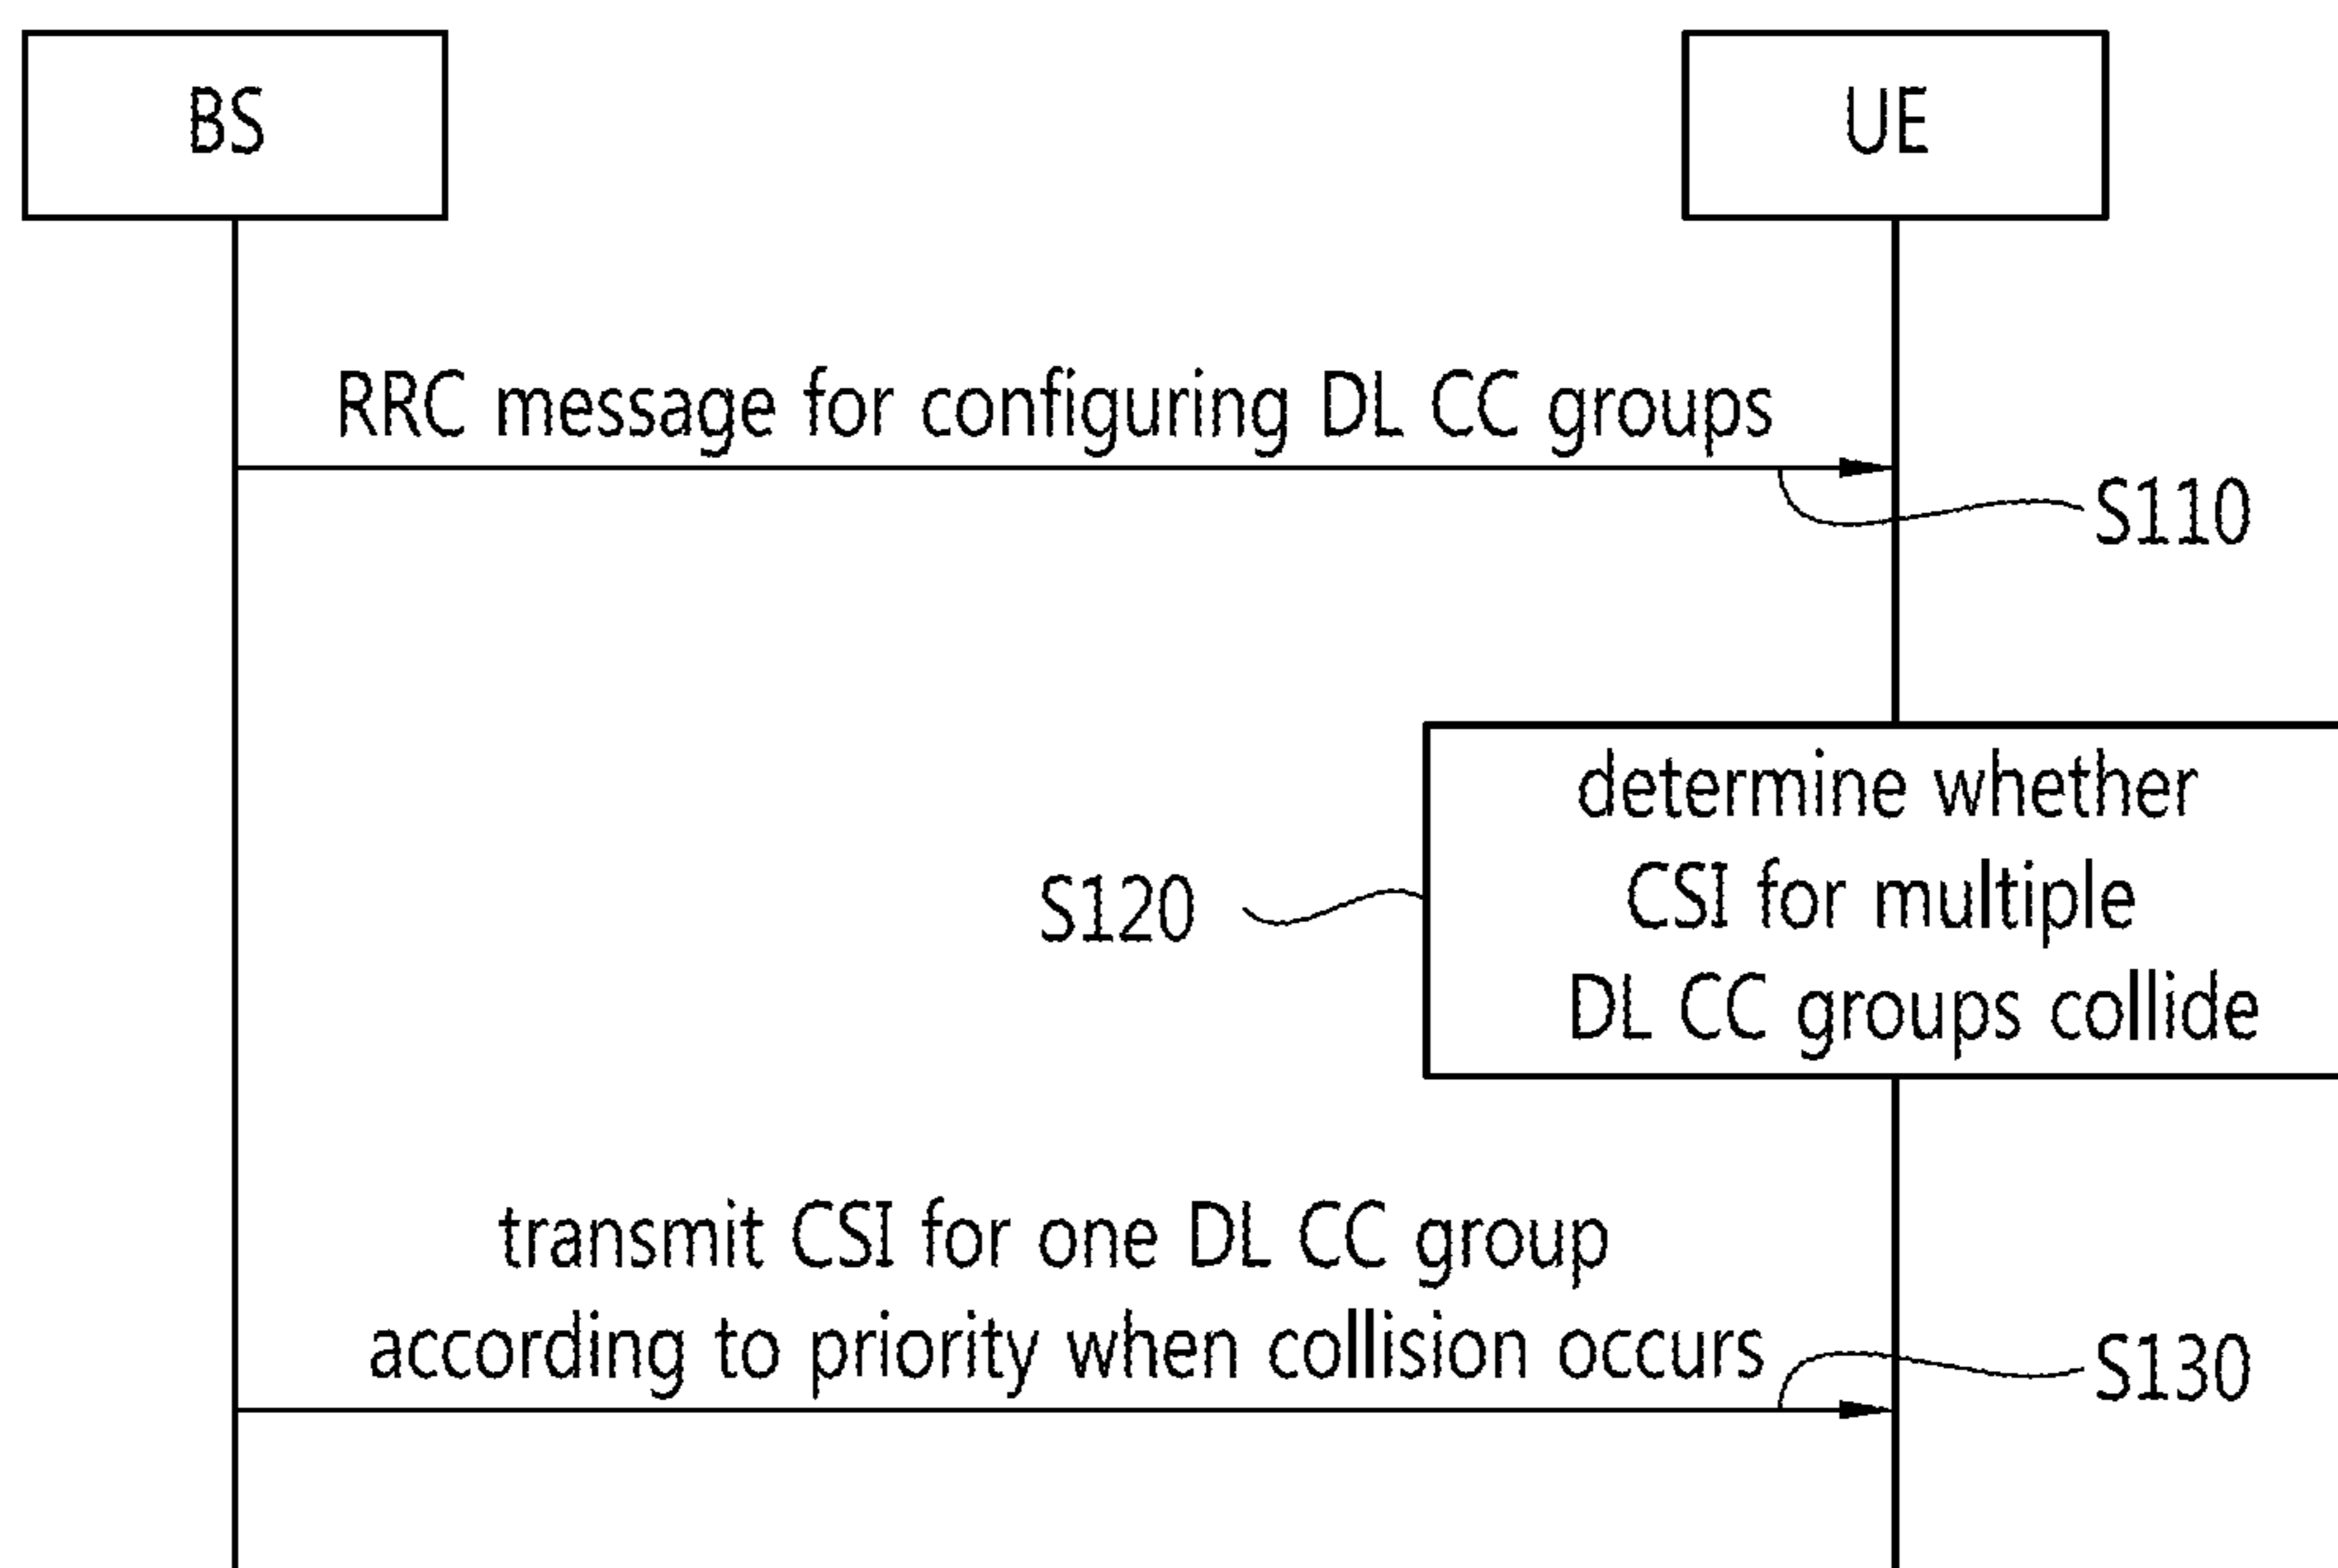 BS
UE
RRC message for configuring DL CC groups
S110
determine whether
CSI for multiple
DL CC groups collide
S120
transmit CSI for one DL CC group
according to priority when collision occurs
S130